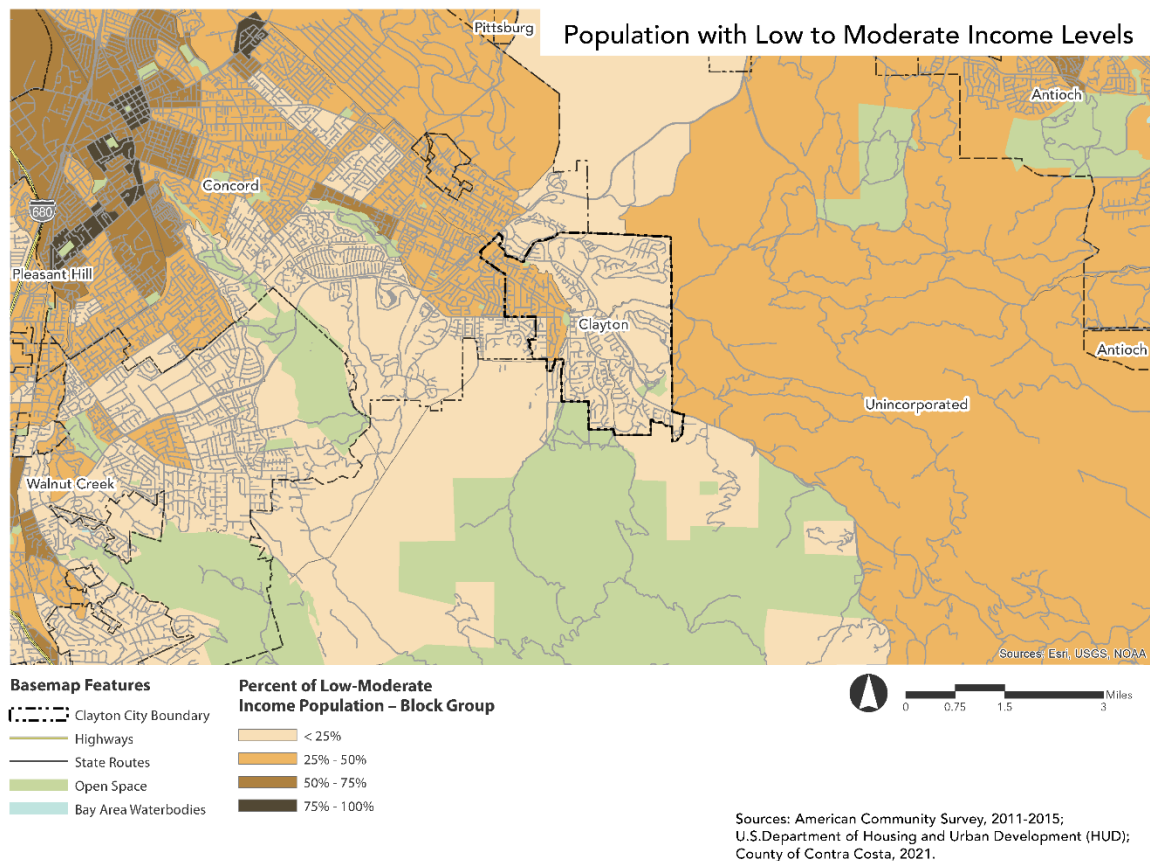 Population with Low to Moderate Income Levels
Pittsburg
Antioch
Concord
680
Pleasant Hill
Clayton
Antioch
Unincorporated
Walnut Creek
Sources: Esri, USGS, NOAA
Basemap Features
Clayton City Boundary
Highways
State Routes
Open Space
Bay Area Waterbodies
Percent of Low-Moderate
Income Population – Block Group
< 25%
25% - 50%
50% - 75%
75% - 100%
Miles
0 0.75 1.5 3
Sources: American Community Survey, 2011-2015;
U.S.Department of Housing and Urban Development (HUD);
County of Contra Costa, 2021.